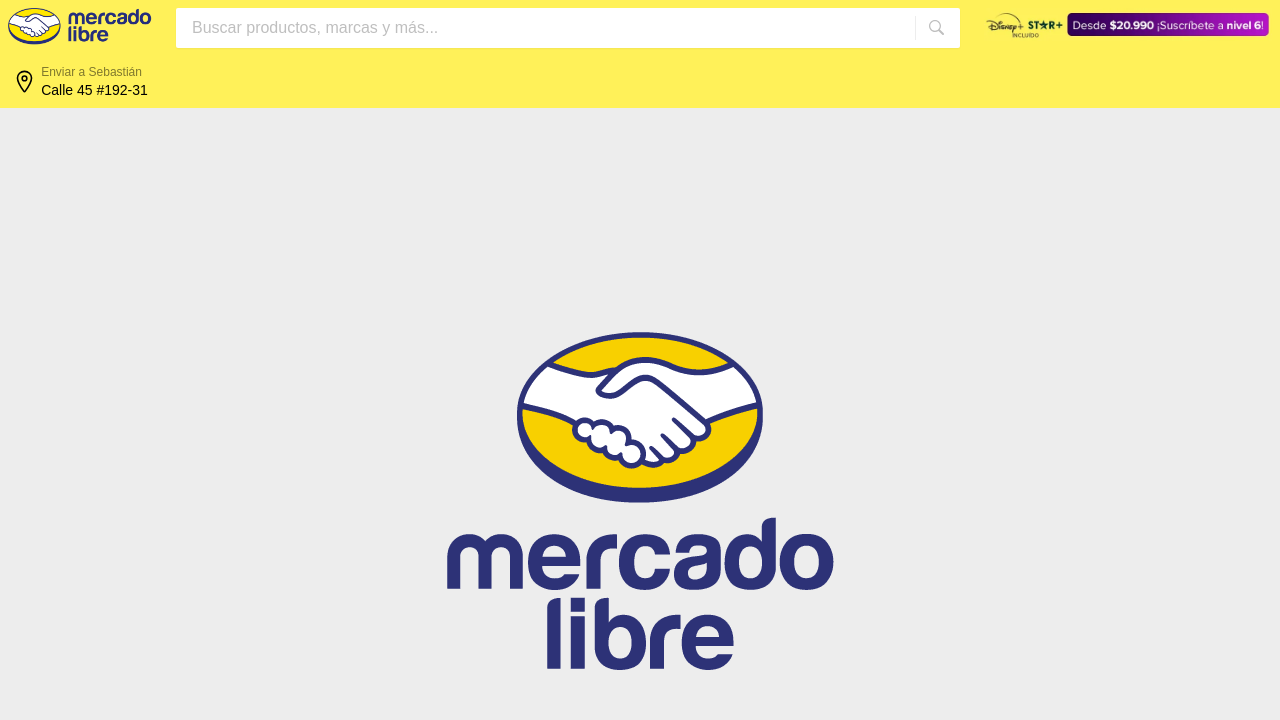 mercado
libre
Buscar productos, marcas y más...
Disney+ STAR+
INCLUIDO
Desde $20.990 ¡Suscríbete a nivel 6!
Enviar a Sebastián
Calle 45 #192-31
mercado
libre